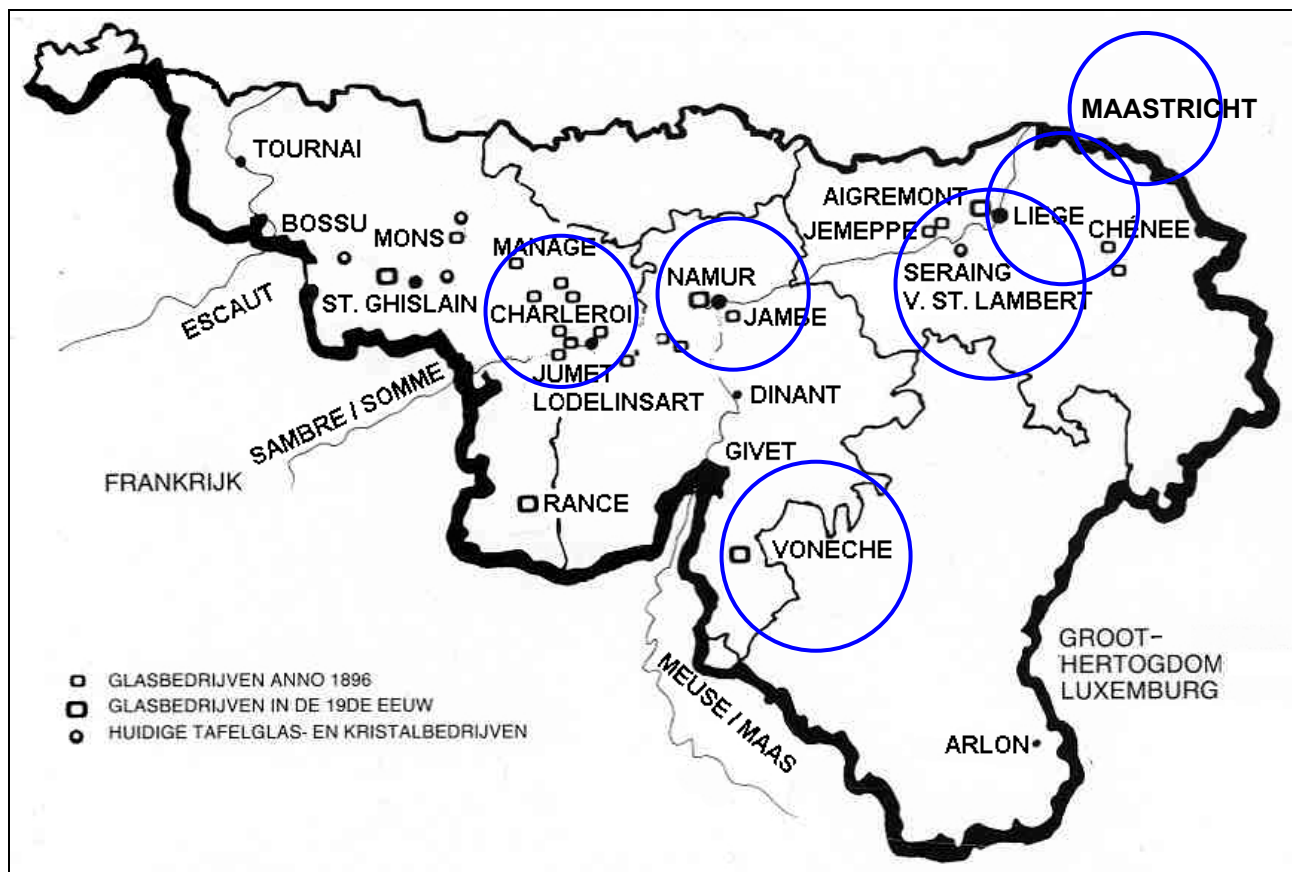 MAASTRICHT
TOURNAI
AIGREMONT
LIEGE
BOSSU
MONS
JEMEPPE
CHÉNEE
MANAGE
SERAING
V. ST. LAMBERT
NAMUR
ST. GHISLAIN
CHARLEROI
JAMBE
ESCAUT
JUMET
LODELINSART
DINANT
SAMBRE / SOMME
GIVET
FRANKRIJK
RANCE
VONECHE
MEUSE / MAAS
GROOT-
HERTOGDOM
LUXEMBURG
GLASBEDRIJVEN ANNO 1896
GLASBEDRIJVEN IN DE 19DE EEUW
HUIDIGE TAFELGLAS- EN KRISTALBEDRIJVEN
ARLON